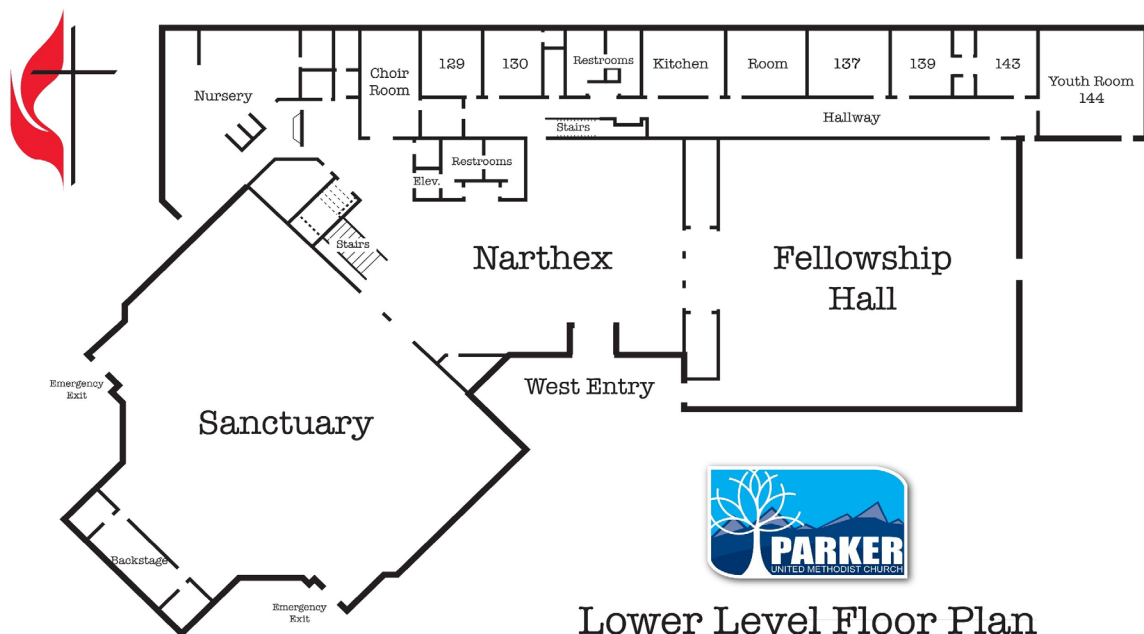 Choir
Room
129
130
Restrooms
Kitchen
Room
137
139
143
Youth Room
144
Nursery
Hallway
Stairs
Restrooms
Elev.
Stairs
Narthex
Fellowship
Hall
West Entry
Emergency
Exit
Sanctuary
Backstage
Emergency
Exit
PARKER
UNITED METHODIST CHURCH
Lower Level Floor Plan